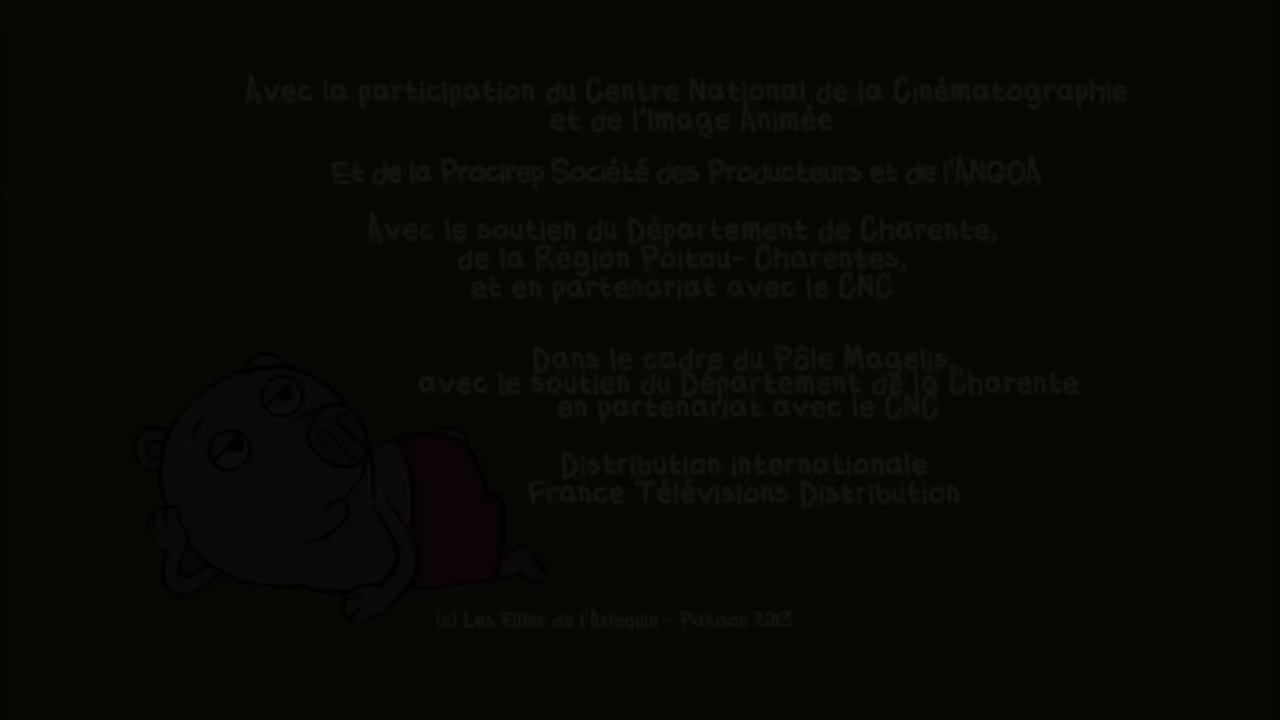 Avec la participation du Centre National de la Cinématographie
et de l'Image Animée
Et de la Procirep Société des Producteurs et de l'ANGOA
Avec le soutien du Département de Charente,
de la Région Poitou- Charentes,
et en partenariat avec le CNC
Dans le cadre du Pôle Magelis,
avec le soutien du Département de la Charente
en partenariat avec le CNC
Distribution internationale
France Télévisions Distribution
(c) Les Films de l'Arlequin - Patoon 2013